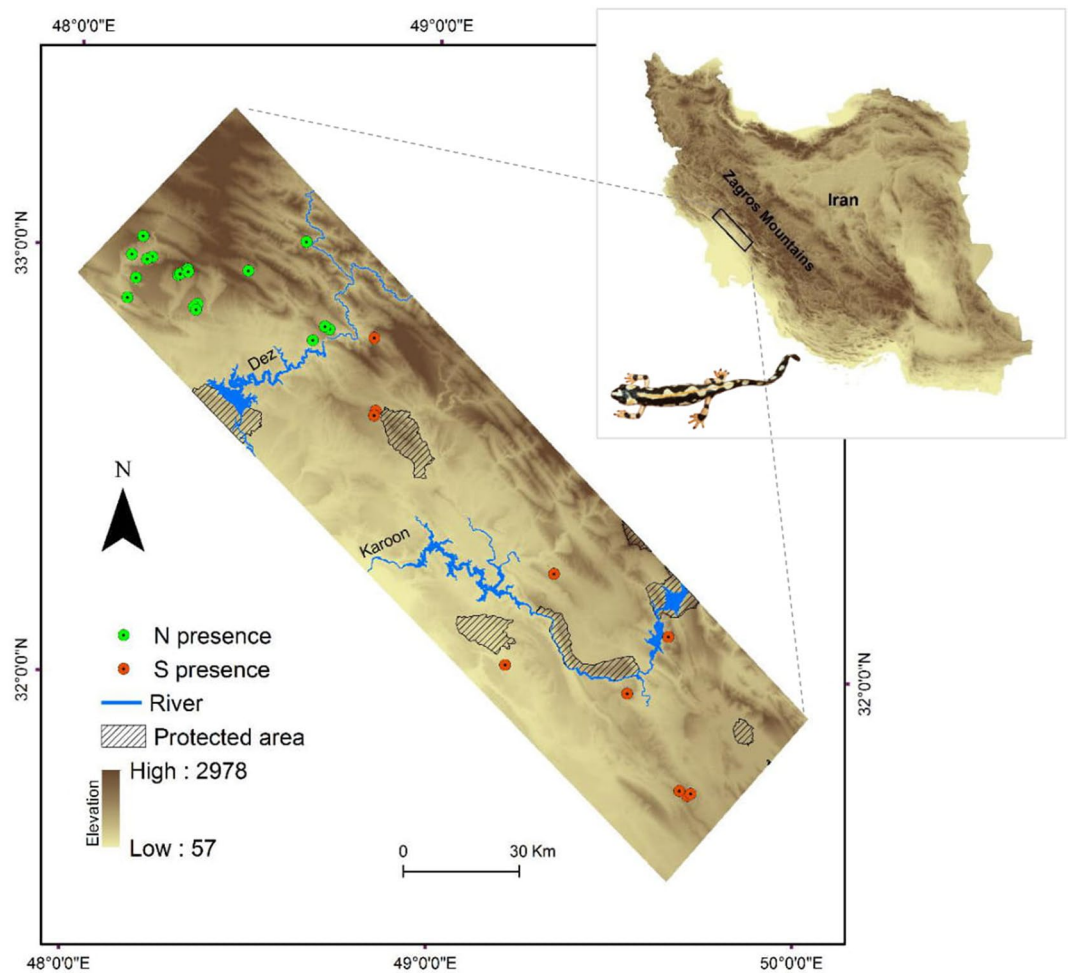 48°0'0"E
49°0'0"E
33°0'0"N
32°0'0"N
Zagros Mountains
Iran
Dez
Karoon
N
N presence
S presence
River
Protected area
Elevation
High : 2978
Low : 57
0 30 Km
32°0'0"N
48°0'0"E
49°0'0"E
50°0'0"E